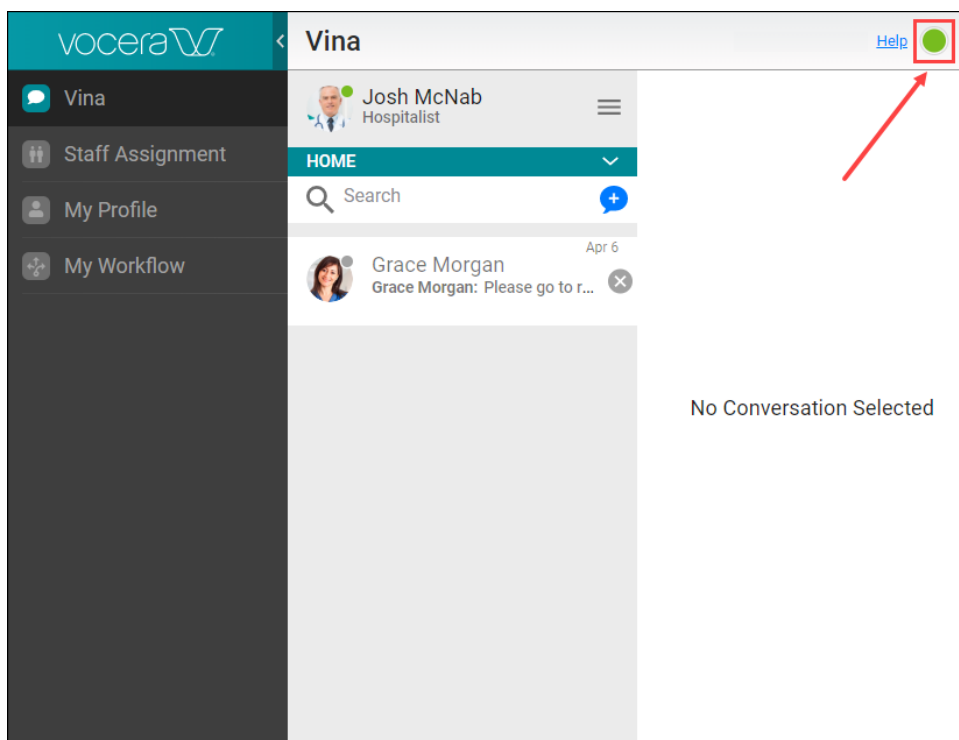 vocera
Vina
Help
Vina
Staff Assignment
My Profile
My Workflow
Josh McNab
Hospitalist
HOME
Search
Apr 6
Grace Morgan
Grace Morgan: Please go to r...
No Conversation Selected